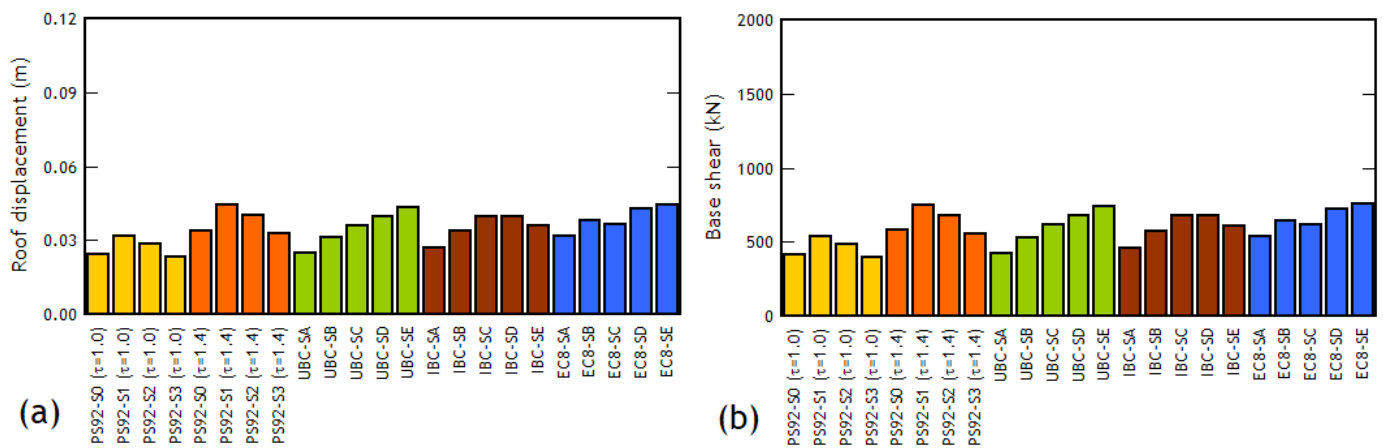 0.12
0.09
0.06
0.03
0.00
Roof displacement (m)
PS92-S0 (τ=1.0)
PS92-S1 (τ=1.0)
PS92-S2 (τ=1.0)
PS92-S3 (τ=1.0)
PS92-S0 (τ=1.4)
PS92-S1 (τ=1.4)
PS92-S2 (τ=1.4)
PS92-S3 (τ=1.4)
UBC-SA
UBC-SB
UBC-SC
UBC-SD
UBC-SE
IBC-SA
IBC-SB
IBC-SC
IBC-SD
IBC-SE
EC8-SA
EC8-SB
EC8-SC
EC8-SD
EC8-SE
(a)
2000
1500
1000
500
0
Base shear (kN)
PS92-S0 (τ=1.0)
PS92-S1 (τ=1.0)
PS92-S2 (τ=1.0)
PS92-S3 (τ=1.0)
PS92-S0 (τ=1.4)
PS92-S1 (τ=1.4)
PS92-S2 (τ=1.4)
PS92-S3 (τ=1.4)
UBC-SA
UBC-SB
UBC-SC
UBC-SD
UBC-SE
IBC-SA
IBC-SB
IBC-SC
IBC-SD
IBC-SE
EC8-SA
EC8-SB
EC8-SC
EC8-SD
EC8-SE
(b)